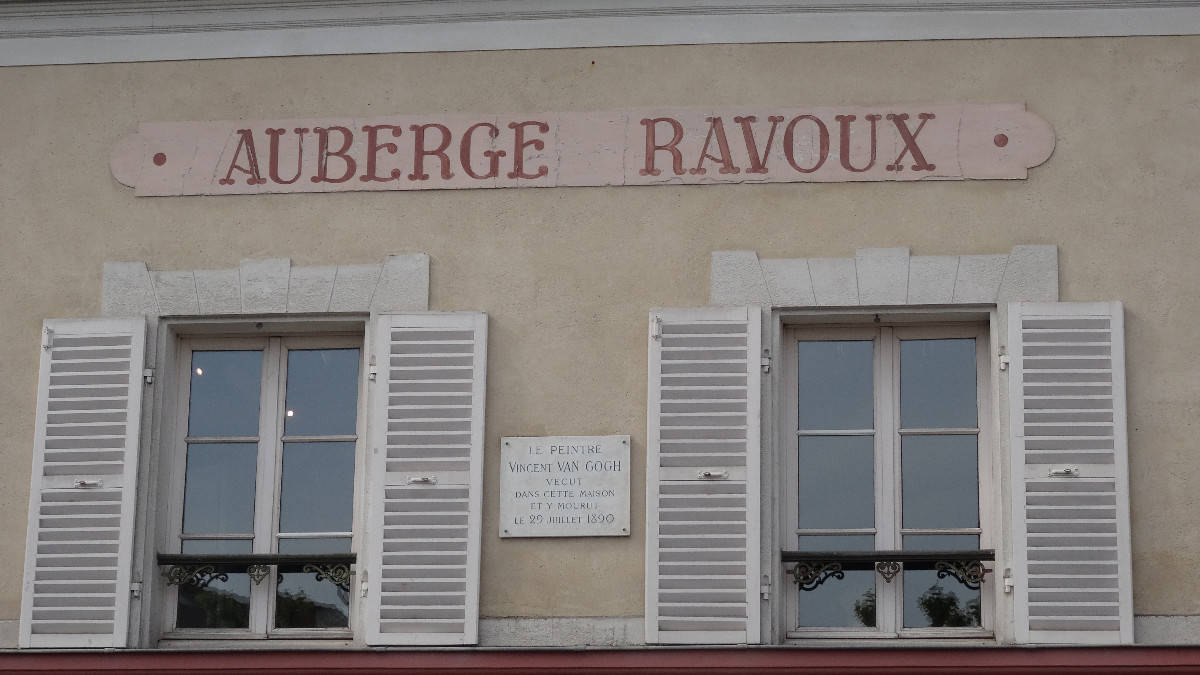 AUBERGE RAVOUX
LE PEINTRE
VINCENT VAN GOGH
VECUT
DANS CETTE MAISON
ET Y MOURUT
LE 29 JUILLET 1890